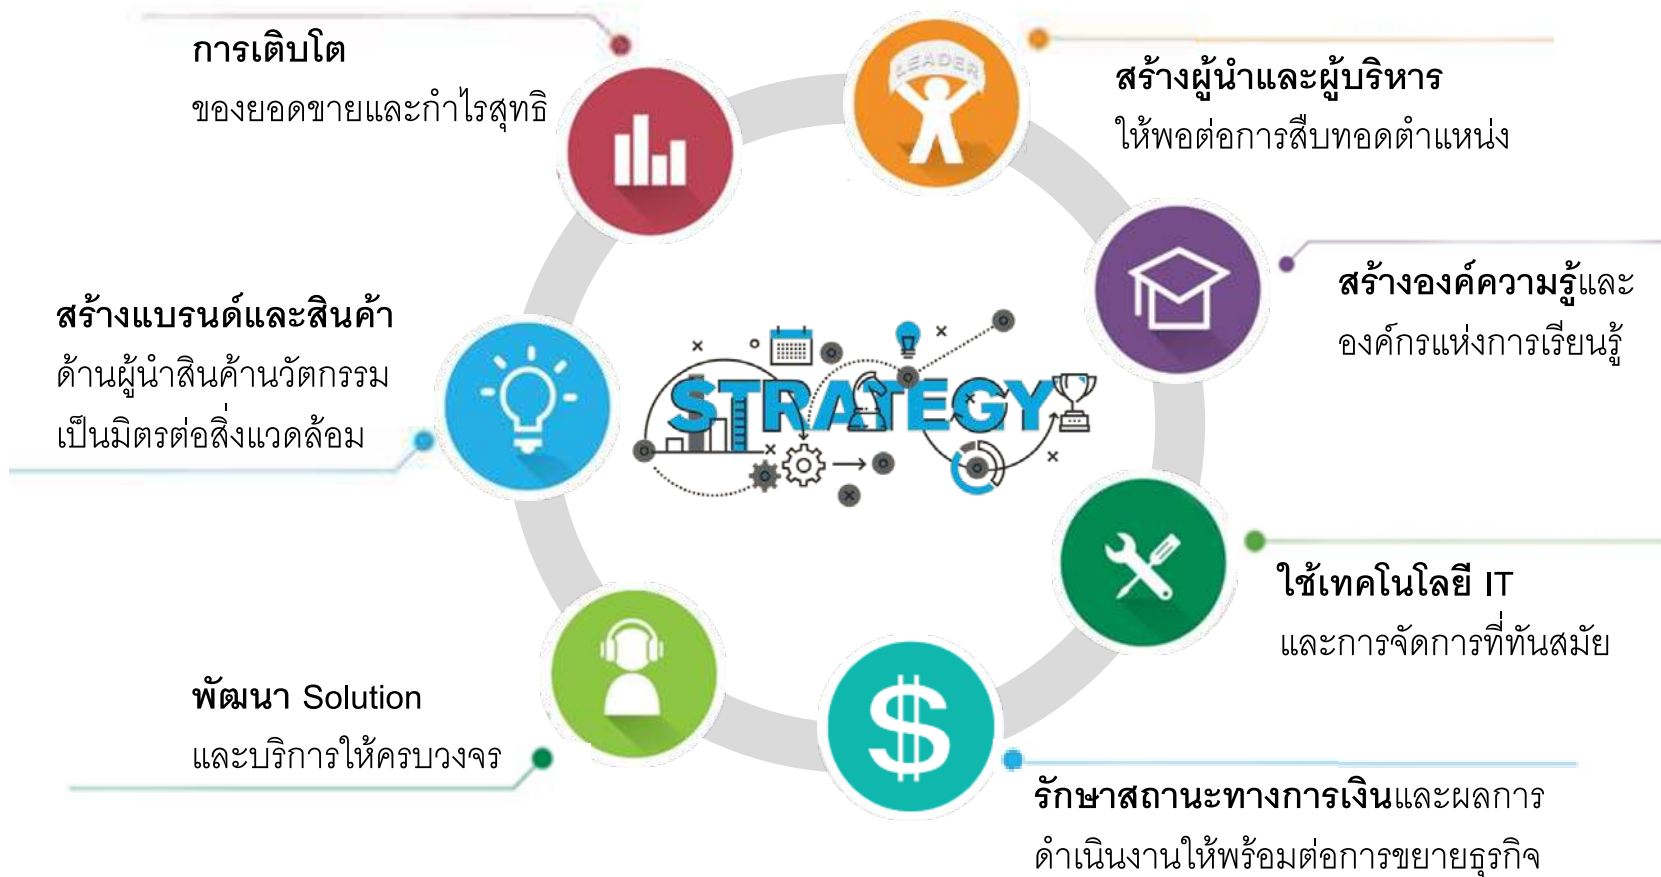 การเติบโต
ของยอดขายและกำไรสุทธิ
LEADER
สร้างผู้นำและผู้บริหาร
ให้พอต่อการสืบทอดตำแหน่ง
สร้างองค์ความรู้และ
องค์กรแห่งการเรียนรู้
สร้างแบรนด์และสินค้า
ด้านผู้นำสินค้านวัตกรรม
เป็นมิตรต่อสิ่งแวดล้อม
STRATEGY
ใช้เทคโนโลยี IT
และการจัดการที่ทันสมัย
พัฒนา Solution
และบริการให้ครบวงจร
$
รักษาสถานะทางการเงินและผลการ
ดำเนินงานให้พร้อมต่อการขยายธุรกิจ